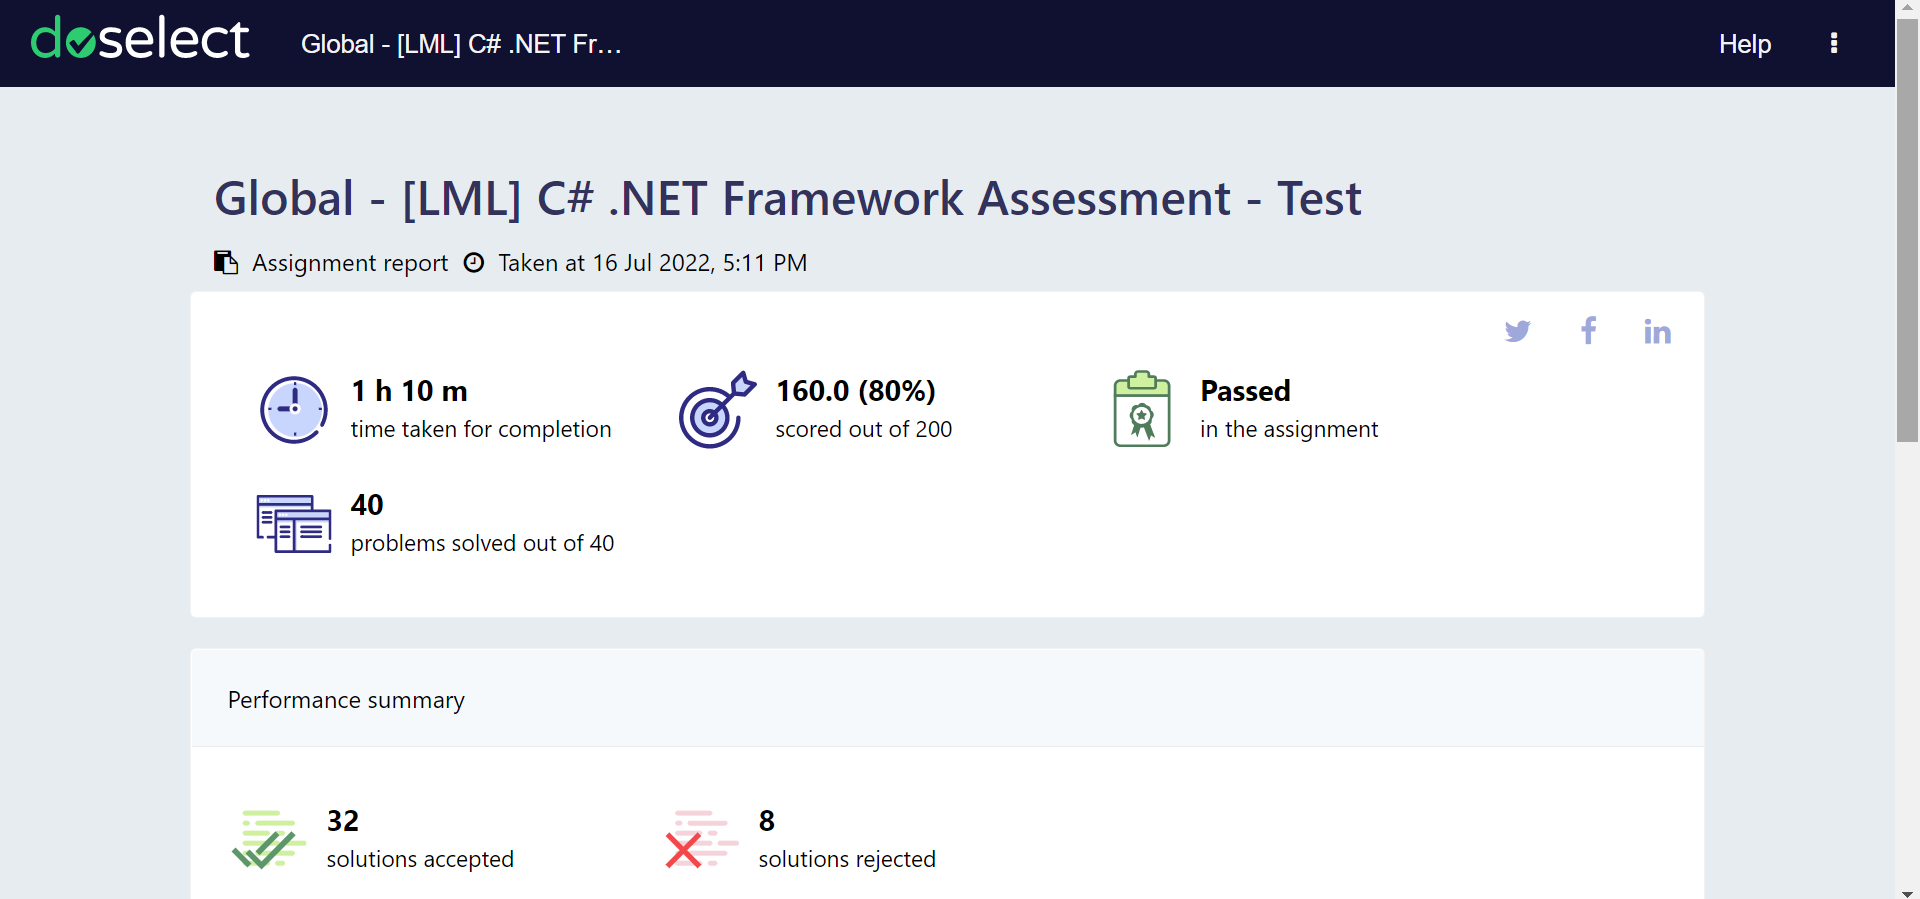 doselect
Global - [LML] C# .NET Fr...
Help
Global - [LML] C# .NET Framework Assessment - Test
Assignment report Taken at 16 Jul 2022, 5:11 PM
1 h 10 m
time taken for completion
160.0 (80%)
scored out of 200
Passed
in the assignment
40
problems solved out of 40
Performance summary
32
solutions accepted
8
solutions rejected